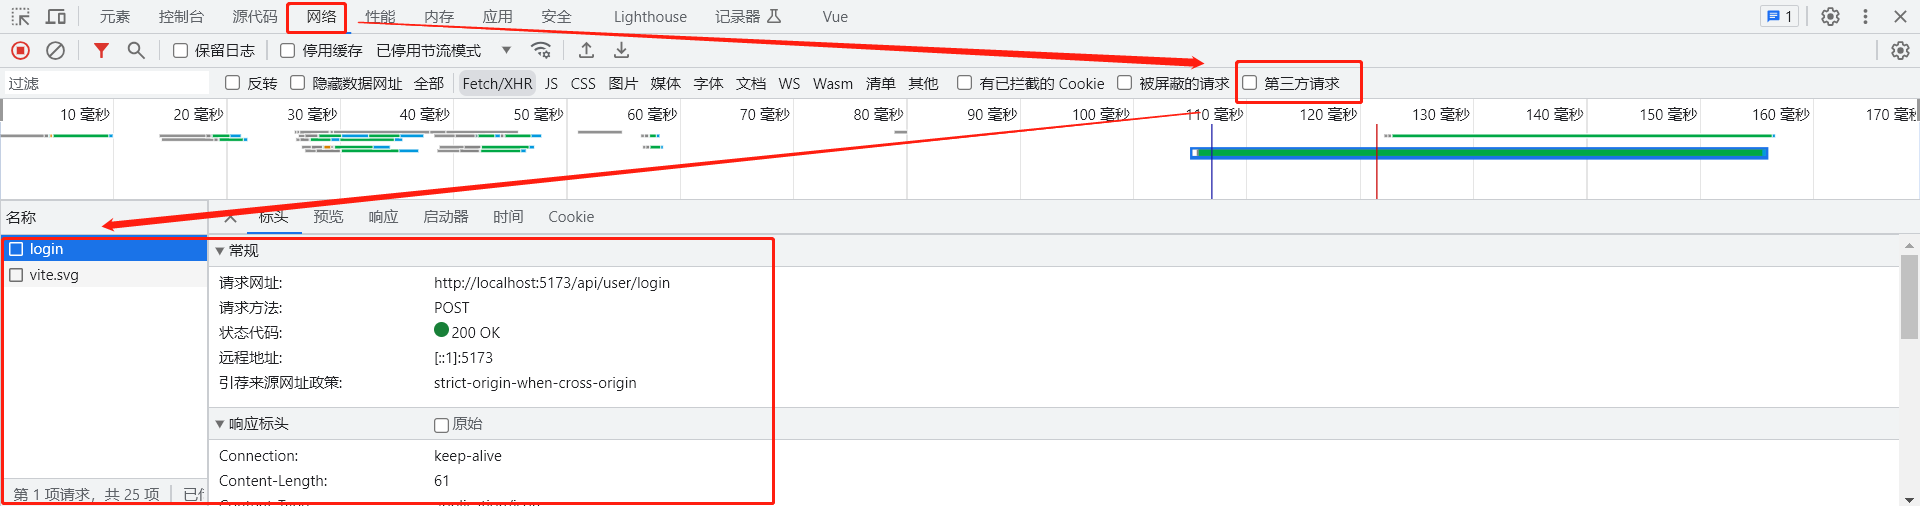 元素 控制台 源代码 网络 性能 内存 应用 安全 Lighthouse 记录器 Vue 1
保留日志 停用缓存 已停用节流模式
过滤 反转 隐藏数据网址 全部 Fetch/XHR JS CSS 图片 媒体 字体 文档 WS Wasm 清单 其他 有已拦截的 Cookie 被屏蔽的请求 第三方请求
10 毫秒 20 毫秒 30 毫秒 40 毫秒 50 毫秒 60 毫秒 70 毫秒 80 毫秒 90 毫秒 100 毫秒 110 毫秒 120 毫秒 130 毫秒 140 毫秒 150 毫秒 160 毫秒 170 毫
名称 标头 预览 响应 启动器 时间 Cookie
login
vite.svg
常规
请求网址: http://localhost:5173/api/user/login
请求方法: POST
状态代码: 200 OK
远程地址: [::1]:5173
引荐来源网址政策: strict-origin-when-cross-origin
响应标头 原始
Connection: keep-alive
Content-Length: 61
第 1 项请求，共 25 项 已